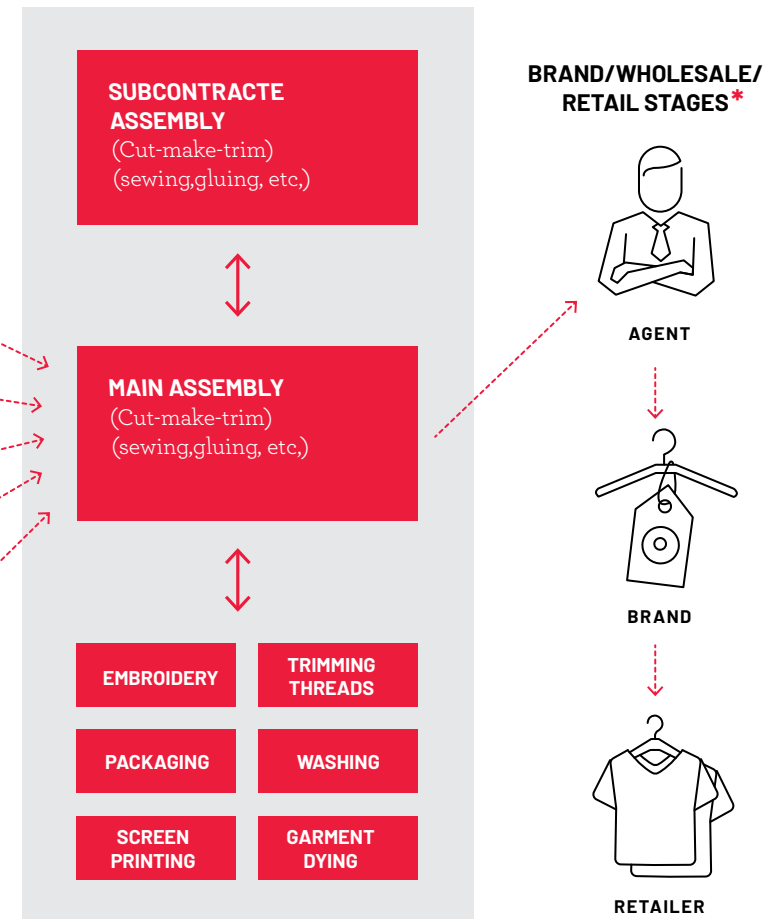 SUBCONTRACTE
ASSEMBLY
(Cut-make-trim)
(sewing,gluing, etc,)
MAIN ASSEMBLY
(Cut-make-trim)
(sewing,gluing, etc,)
EMBROIDERY
TRIMMING
THREADS
PACKAGING
WASHING
SCREEN
PRINTING
GARMENT
DYING
BRAND/WHOLESALE/
RETAIL STAGES*
AGENT
BRAND
RETAILER